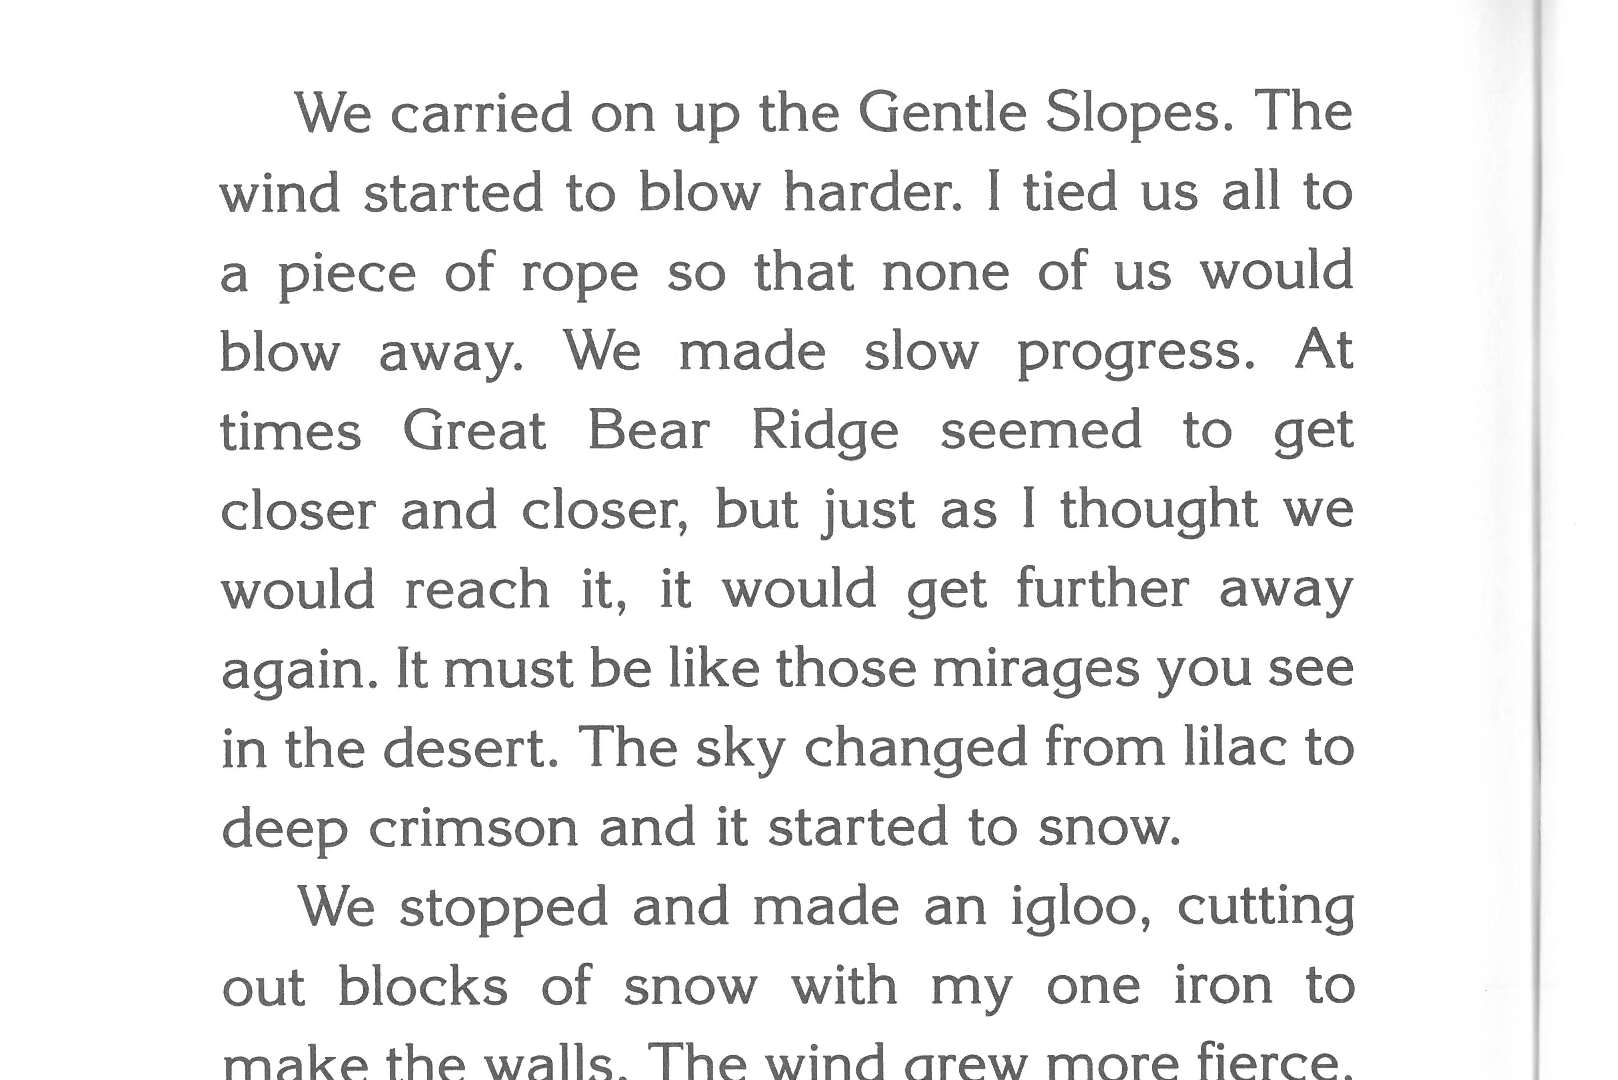 We carried on up the Gentle Slopes. The
wind started to blow harder. I tied us all to
a piece of rope so that none of us would
blow away. We made slow progress. At
times Great Bear Ridge seemed to get
closer and closer, but just as I thought we
would reach it, it would get further away
again. It must be like those mirages you see
in the desert. The sky changed from lilac to
deep crimson and it started to snow.
We stopped and made an igloo, cutting
out blocks of snow with my one iron to
make the walls. The wind grew more fierce.